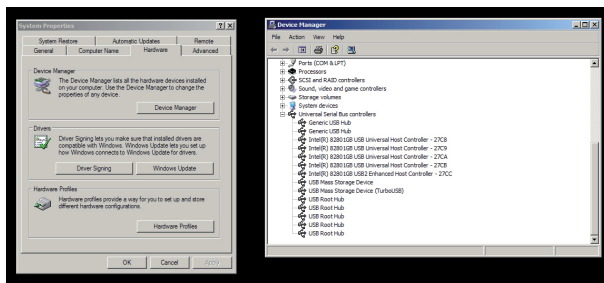 System Properties
System Restore
Automatic Updates
Remote
General
Computer Name
Hardware
Advanced
Device Manager
The Device Manager lists all the hardware devices installed
on your computer. Use the Device Manager to change the
properties of any device.
Device Manager
Drivers
Driver Signing lets you make sure that installed drivers are
compatible with Windows. Windows Update lets you set up
how Windows connects to Windows Update for drivers.
Driver Signing
Windows Update
Hardware Profiles
Hardware profiles provide a way for you to set up and store
different hardware configurations.
Hardware Profiles
OK
Cancel
Apply
Device Manager
File Action View Help
Ports (COM & LPT)
Processors
SCSI and RAID controllers
Sound, video and game controllers
Storage volumes
System devices
Universal Serial Bus controllers
Generic USB Hub
Generic USB Hub
Intel(R) 82801GB USB Universal Host Controller - 27C8
Intel(R) 82801GB USB Universal Host Controller - 27C9
Intel(R) 82801GB USB Universal Host Controller - 27CA
Intel(R) 82801GB USB Universal Host Controller - 27CB
Intel(R) 82801GB USB2 Enhanced Host Controller - 27CC
USB Mass Storage Device
USB Mass Storage Device (TurboUSB)
USB Root Hub
USB Root Hub
USB Root Hub
USB Root Hub
USB Root Hub